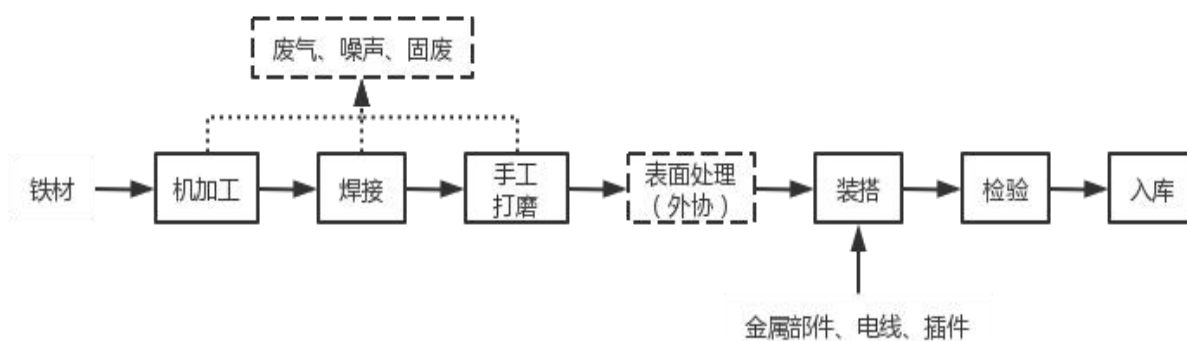 废气、噪声、固废
铁材
机加工
焊接
手工
打磨
表面处理
（外协）
装搭
检验
入库
金属部件、电线、插件